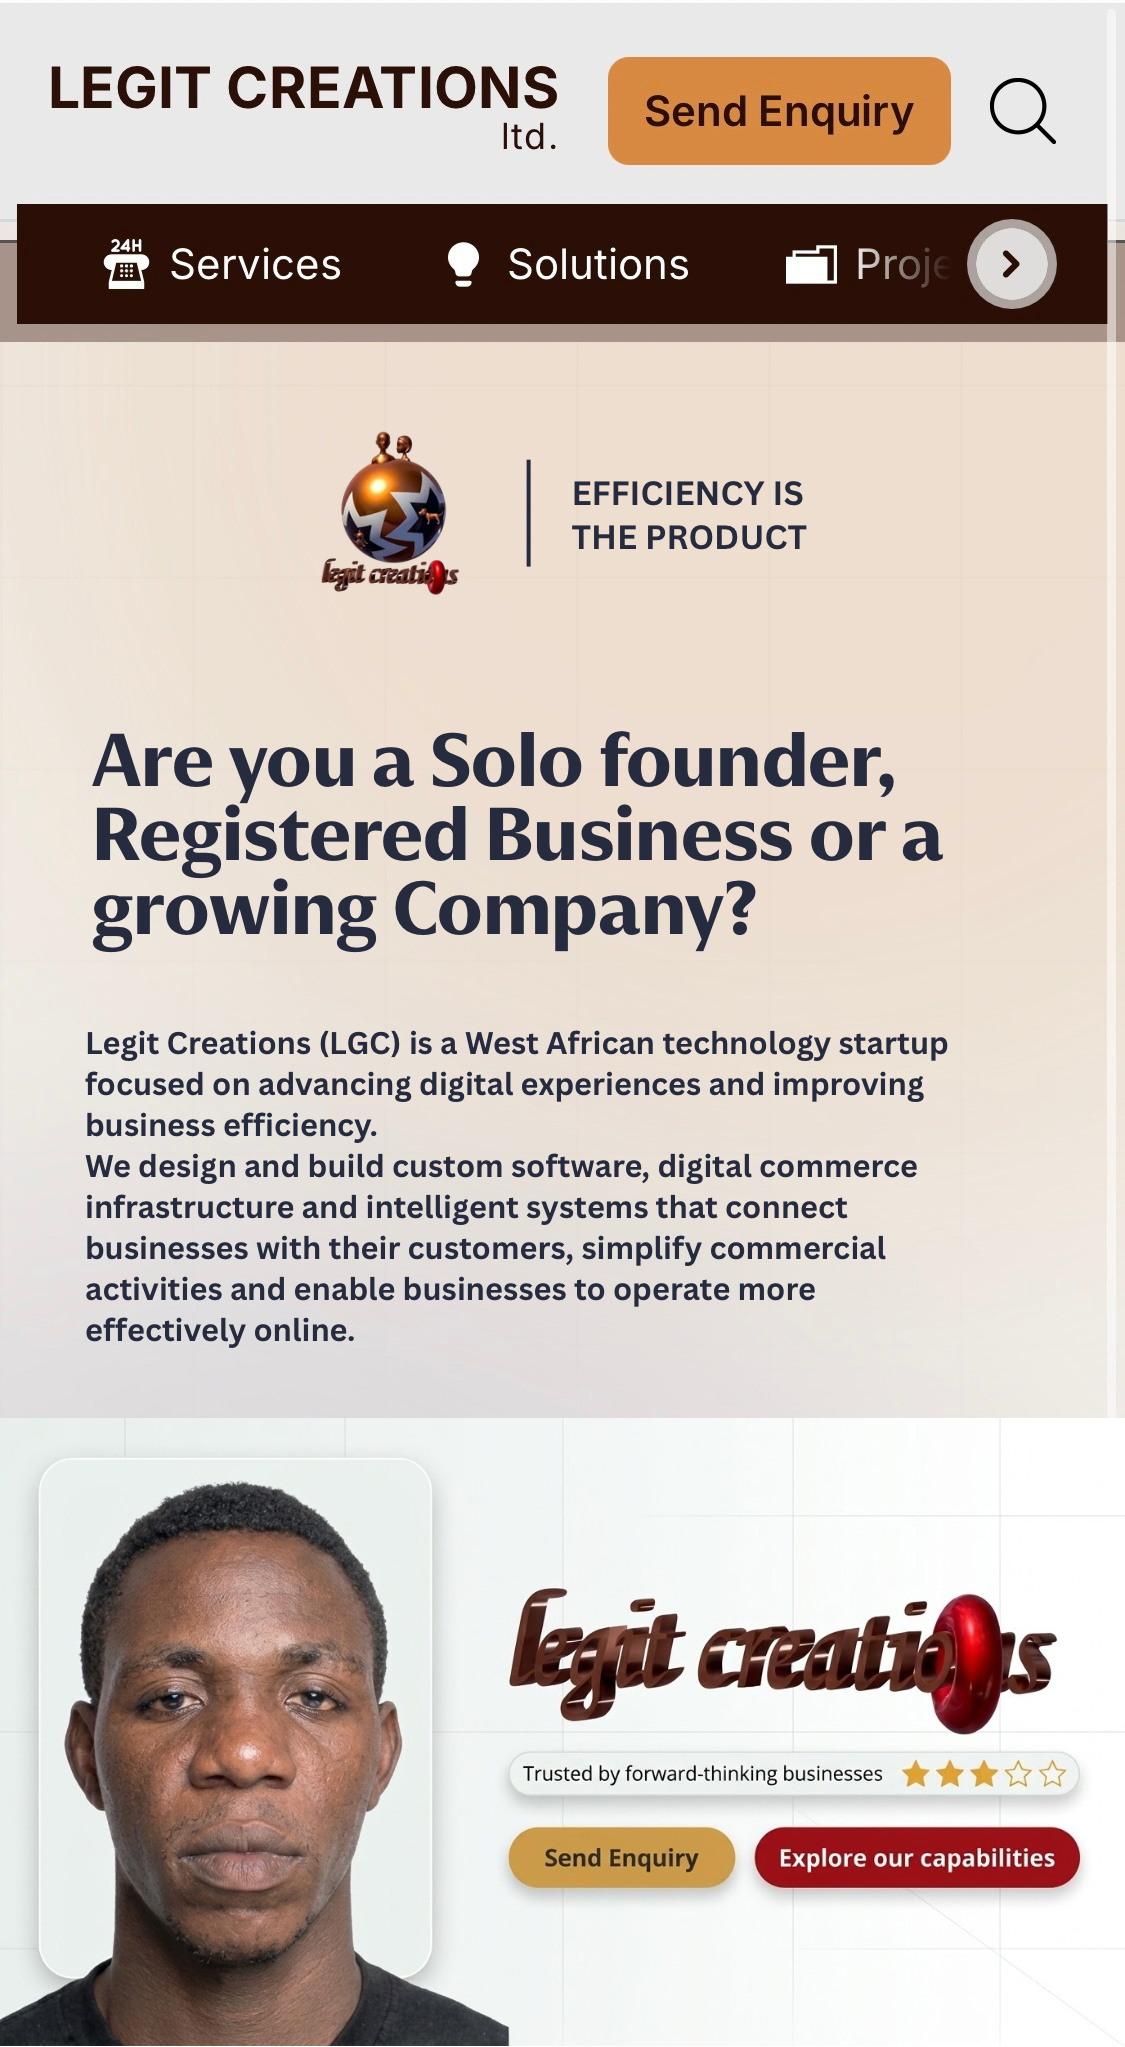 LEGIT CREATIONS
ltd.
Send Enquiry
24H
Services
Solutions
Proje
legit creations
EFFICIENCY IS
THE PRODUCT
Are you a Solo founder,
Registered Business or a
growing Company?
Legit Creations (LGC) is a West African technology startup
focused on advancing digital experiences and improving
business efficiency.
We design and build custom software, digital commerce
infrastructure and intelligent systems that connect
businesses with their customers, simplify commercial
activities and enable businesses to operate more
effectively online.
legit creations
Trusted by forward-thinking businesses
Send Enquiry
Explore our capabilities